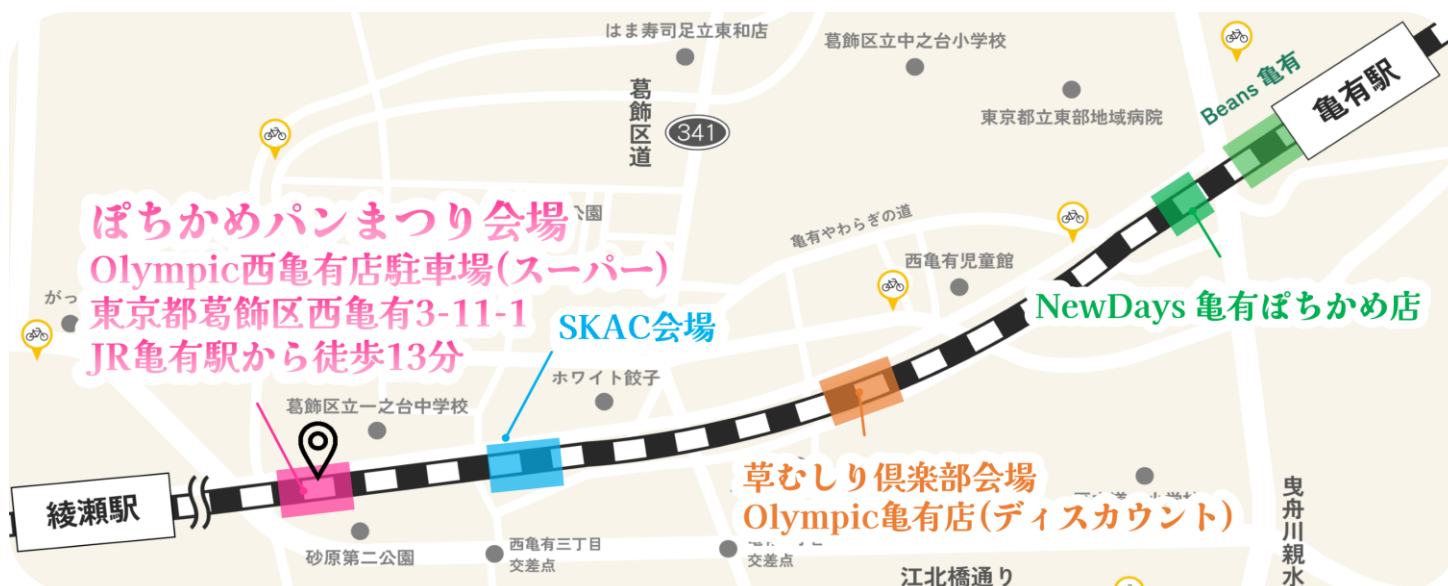 はま寿司足立東和店
葛飾区立中之台小学校
葛飾区道
341
東京都立東部地域病院
Beans 亀有
亀有駅
ぽちかめパンまつり会場
公園
Olympic西亀有店駐車場(スーパー)
東京都葛飾区西亀有3-11-1
JR亀有駅から徒歩13分
がっ
亀有やわらぎの道
西亀有児童館
NewDays 亀有ぽちかめ店
SKAC会場
ホワイト餃子
葛飾区立一之台中学校
綾瀬駅
草むしり倶楽部会場
Olympic亀有店(ディスカウント)
砂原第二公園
西亀有三丁目
交差点
交差点
江北橋通り
曳舟川親水